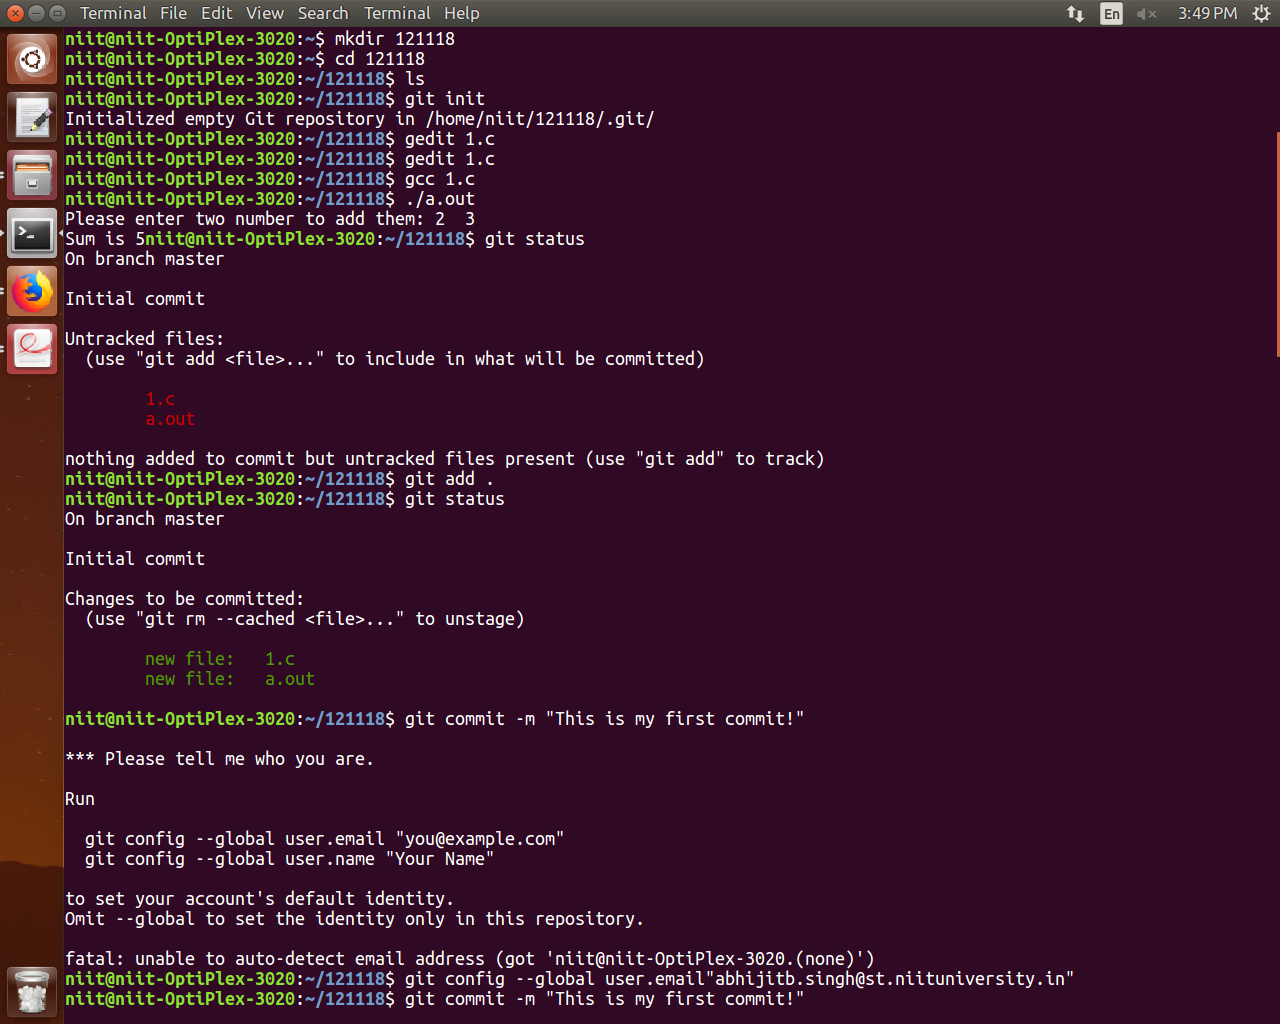 Terminal File Edit View Search Terminal Help En 3:49 PM
niit@niit-OptiPlex-3020:~$ mkdir 121118
niit@niit-OptiPlex-3020:~$ cd 121118
niit@niit-OptiPlex-3020:~/121118$ ls
niit@niit-OptiPlex-3020:~/121118$ git init
Initialized empty Git repository in /home/niit/121118/.git/
niit@niit-OptiPlex-3020:~/121118$ gedit 1.c
niit@niit-OptiPlex-3020:~/121118$ gedit 1.c
niit@niit-OptiPlex-3020:~/121118$ gcc 1.c
niit@niit-OptiPlex-3020:~/121118$ ./a.out
Please enter two number to add them: 2  3
Sum is 5niit@niit-OptiPlex-3020:~/121118$ git status
On branch master
Initial commit
Untracked files:
  (use "git add <file>..." to include in what will be committed)
        1.c
        a.out
nothing added to commit but untracked files present (use "git add" to track)
niit@niit-OptiPlex-3020:~/121118$ git add .
niit@niit-OptiPlex-3020:~/121118$ git status
On branch master
Initial commit
Changes to be committed:
  (use "git rm --cached <file>..." to unstage)
        new file:   1.c
        new file:   a.out
niit@niit-OptiPlex-3020:~/121118$ git commit -m "This is my first commit!"
*** Please tell me who you are.
Run
  git config --global user.email "you@example.com"
  git config --global user.name "Your Name"
to set your account's default identity.
Omit --global to set the identity only in this repository.
fatal: unable to auto-detect email address (got 'niit@niit-OptiPlex-3020.(none)')
niit@niit-OptiPlex-3020:~/121118$ git config --global user.email"abhijitb.singh@st.niituniversity.in"
niit@niit-OptiPlex-3020:~/121118$ git commit -m "This is my first commit!"